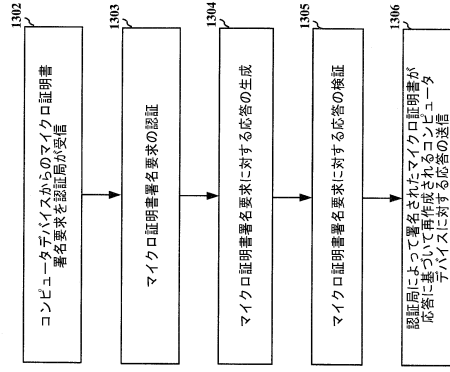 1302
コンピュータデバイスからのマイクロ証明書
署名要求を認証局が受信
1303
マイクロ証明書署名要求の認証
1304
マイクロ証明書署名要求に対する応答の生成
1305
マイクロ証明書署名要求に対する応答の検証
1306
認証局によって署名されたマイクロ証明書が
応答に基づいて再作成されるコンピュータ
デバイスに対する応答の送信